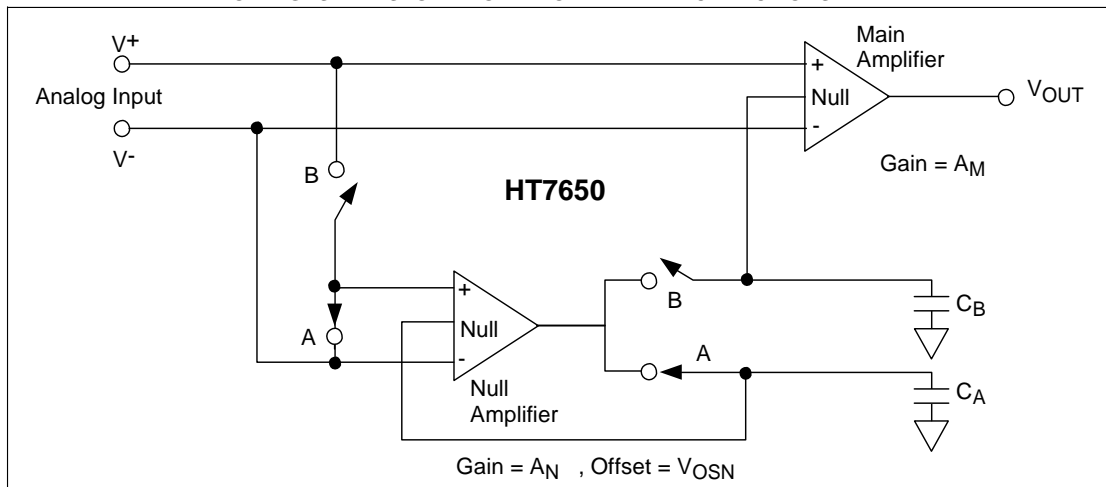 V+
Analog Input
V-
Main
Amplifier
+
Null
-
VOUT
Gain = AM
B
HT7650
A
+
Null
-
Null
Amplifier
B
A
CB
CA
Gain = AN , Offset = VOSN